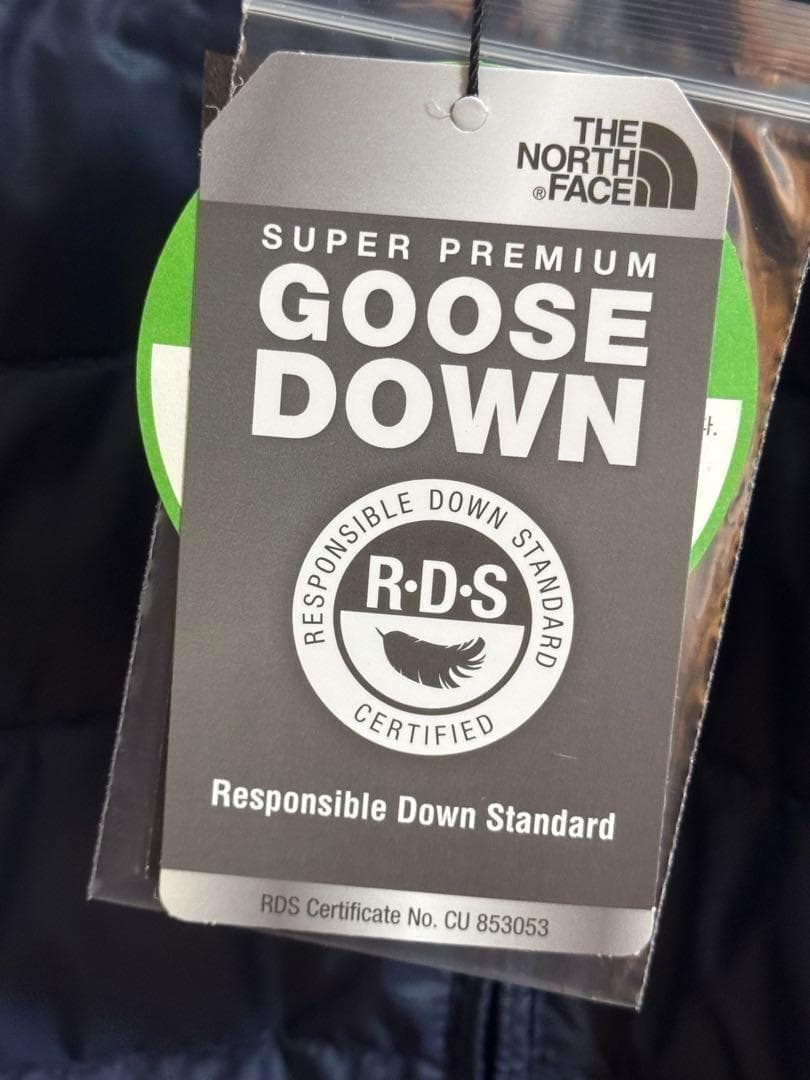 THE
NORTH
®FACE
SUPER PREMIUM
GOOSE
DOWN
RESPONSIBLE DOWN STANDARD
R·D·S
CERTIFIED
Responsible Down Standard
RDS Certificate No. CU 853053